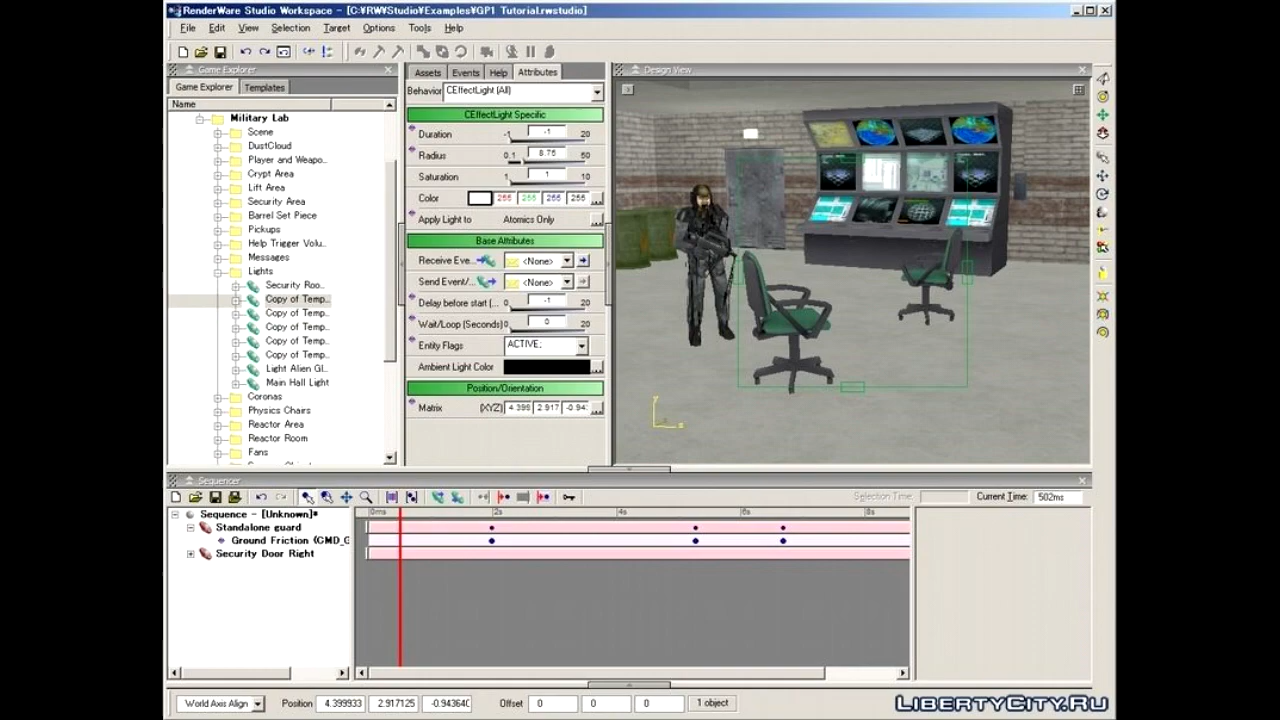 RenderWare Studio Workspace - [C:¥RW¥Studio¥Examples¥GP1 Tutorial.rwstudio]
File Edit View Selection Target Options Tools Help
Game Explorer
Game Explorer Templates
Name
Military Lab
Scene
DustCloud
Player and Weapo..
Crypt Area
Lift Area
Security Area
Barrel Set Piece
Pickups
Help Trigger Volu..
Messages
Lights
Security Roo..
Copy of Temp..
Copy of Temp..
Copy of Temp..
Copy of Temp..
Copy of Temp..
Light Alien Gl..
Main Hall Light
Coronas
Physics Chairs
Reactor Area
Reactor Room
Fans
Assets Events Help Attributes
Behavior CEffectLight (All)
CEffectLight Specific
Duration -1 -1 20
Radius 0.1 8.75 50
Saturation 1 1 10
Color 255 255 255 255 ...
Apply Light to Atomics Only ...
Base Attributes
Receive Eve.. <None>
Send Event/.. <None>
Delay before start (.. 0 -1 20
Wait/Loop (Seconds) 0 0 20
Entity Flags ACTIVE;
Ambient Light Color ...
Position/Orientation
Matrix (XYZ) 4.399 2.917 -0.94: ...
Design View
Y
Sequencer
Selection Time: Current Time: 502ms
Sequence - [Unknown]*
Standalone guard
Ground Friction (CMD_G
Security Door Right
0ms 2s 4s 6s 8s
World Axis Align Position 4.399933 2.917125 -0.943640 Offset 0 0 0 1 object
LibertyCity.Ru